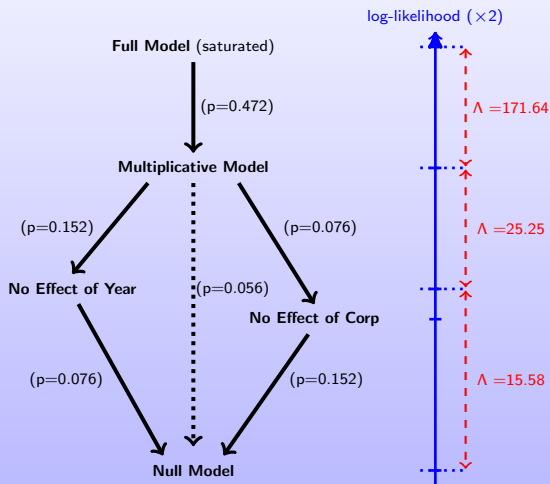 log-likelihood (×2)
Full Model (saturated)
(p=0.472)
Λ =171.64
Multiplicative Model
(p=0.152)
(p=0.076)
Λ =25.25
No Effect of Year
(p=0.056)
No Effect of Corp
(p=0.076)
(p=0.152)
Λ =15.58
Null Model